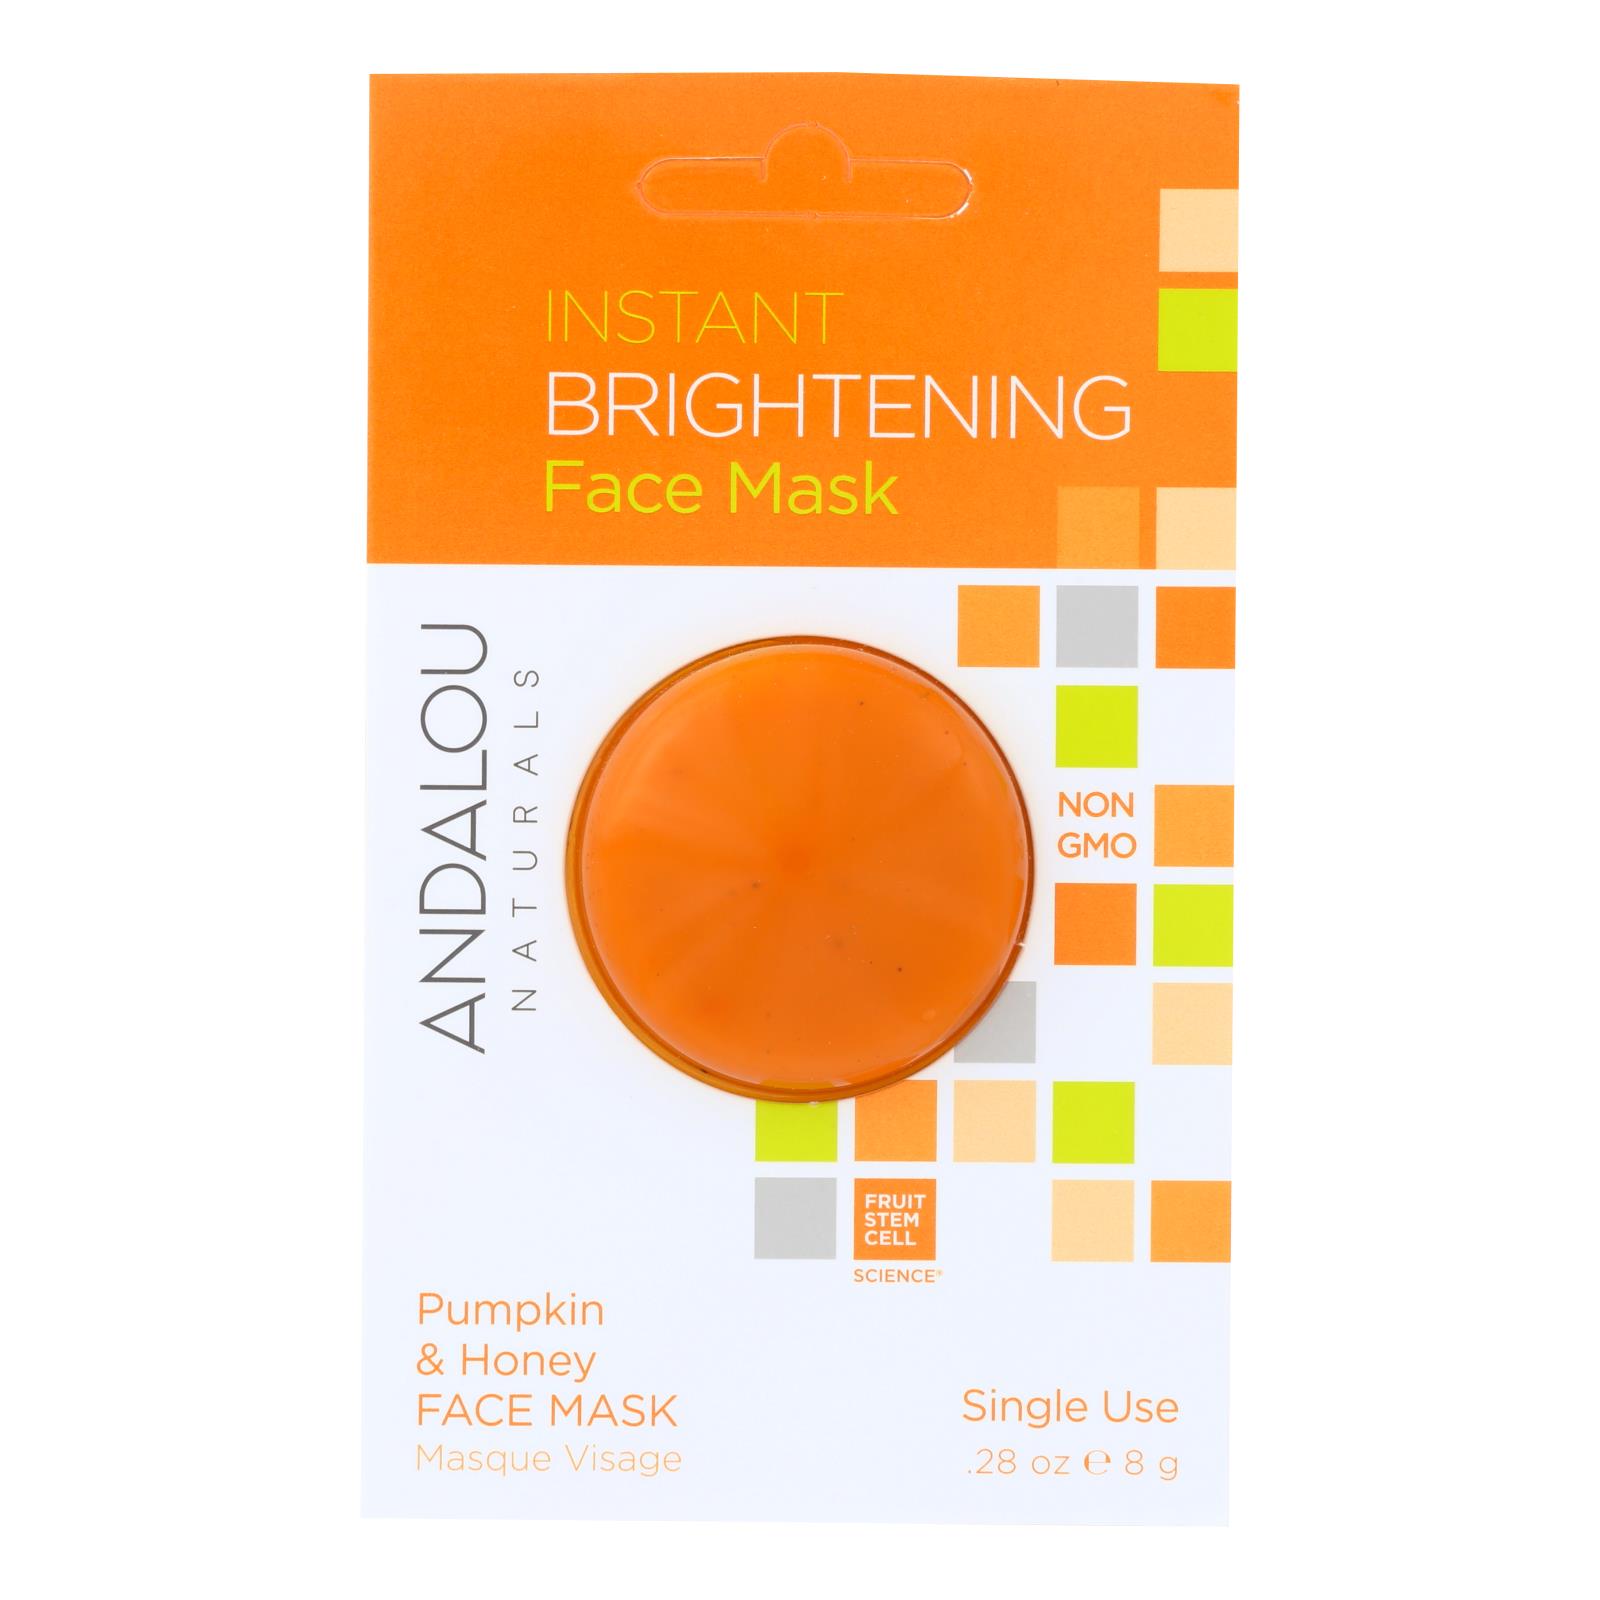 INSTANT
BRIGHTENING
Face Mask
ANDALOU
NATURALS
NON
GMO
FRUIT
STEM
CELL
SCIENCE®
Pumpkin
& Honey
FACE MASK
Masque Visage
Single Use
.28 oz ℮ 8 g